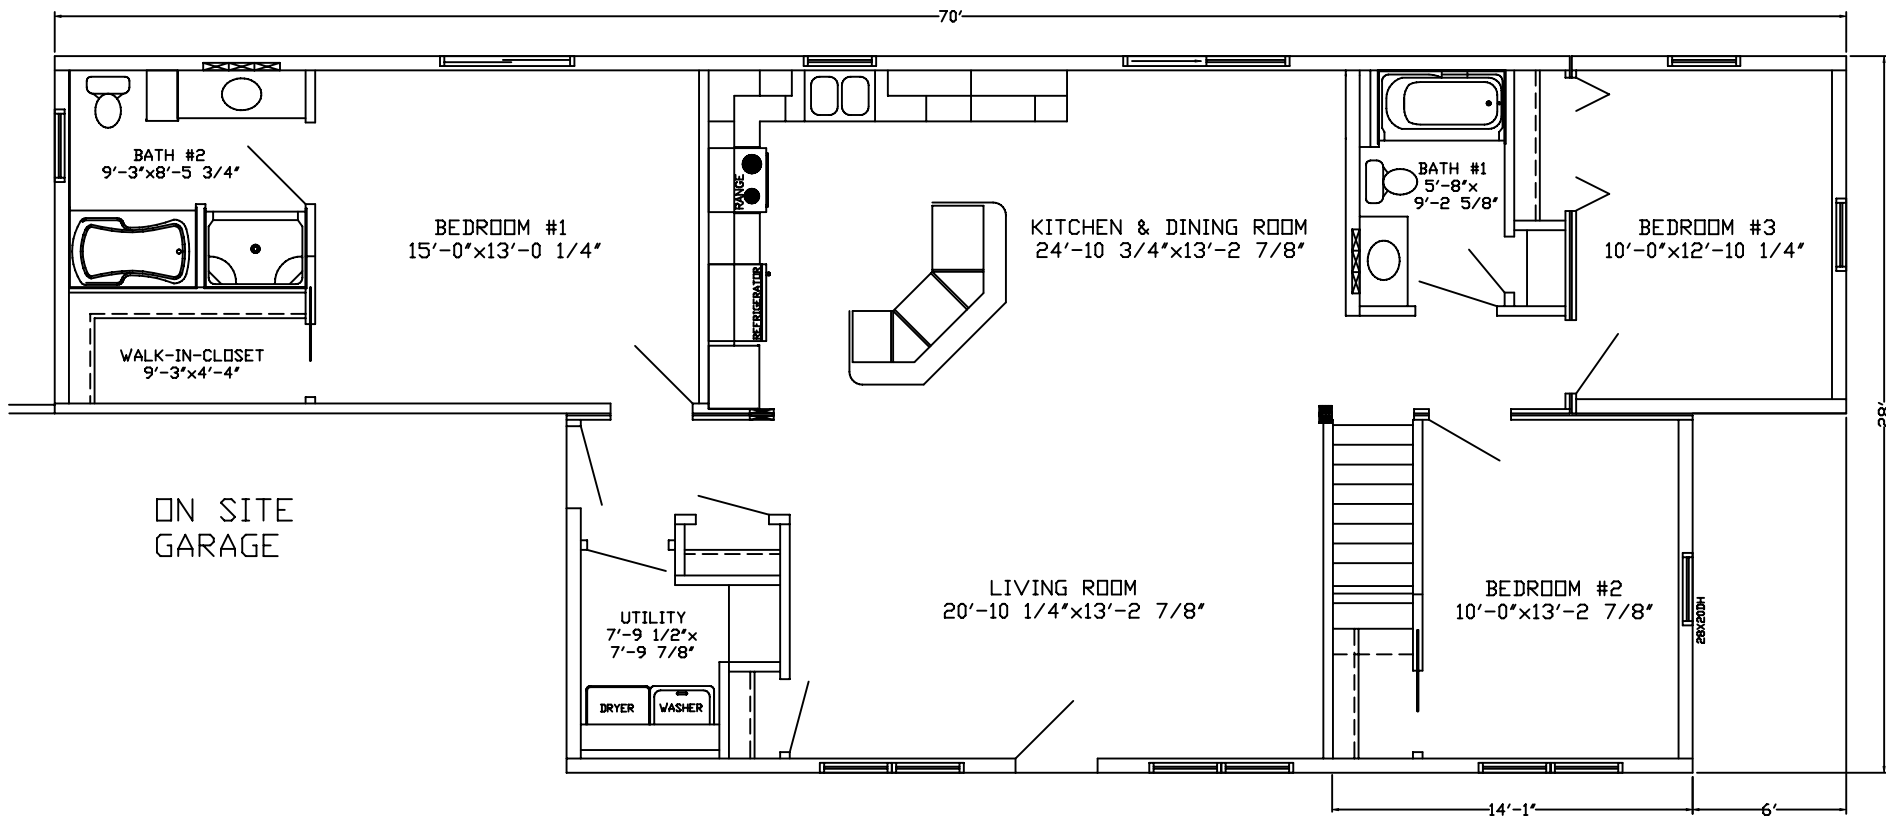 70'
BATH #2
9'-3"x8'-5 3/4"
BEDROOM #1
15'-0"x13'-0 1/4"
RANGE
REFRIGERATOR
KITCHEN & DINING ROOM
24'-10 3/4"x13'-2 7/8"
BATH #1
5'-8"x
9'-2 5/8"
BEDROOM #3
10'-0"x12'-10 1/4"
WALK-IN-CLOSET
9'-3"x4'-4"
28'
ON SITE
GARAGE
UTILITY
7'-9 1/2"x
7'-9 7/8"
DRYER
WASHER
LIVING ROOM
20'-10 1/4"x13'-2 7/8"
BEDROOM #2
10'-0"x13'-2 7/8"
28X20DH
14'-1"
6'